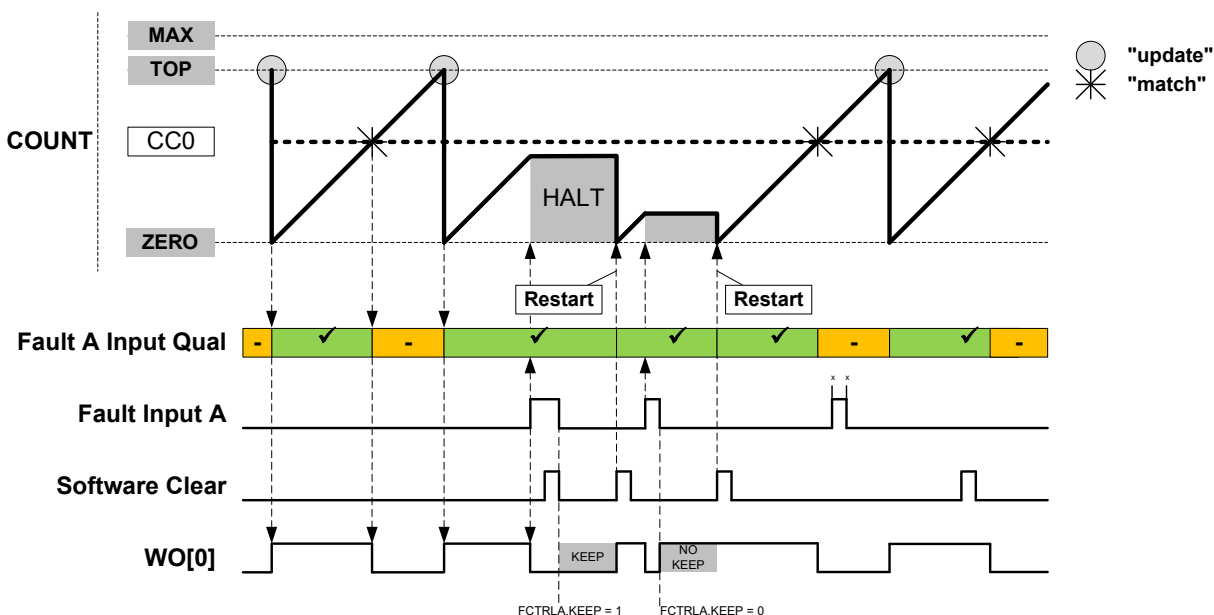 MAX
TOP
"update"
"match"
COUNT
CC0
HALT
ZERO
Restart
Restart
Fault A Input Qual
- ✓ - ✓ ✓ ✓ - ✓ -
x x
Fault Input A
Software Clear
WO[0]
KEEP
NO
KEEP
FCTRLA.KEEP = 1
FCTRLA.KEEP = 0